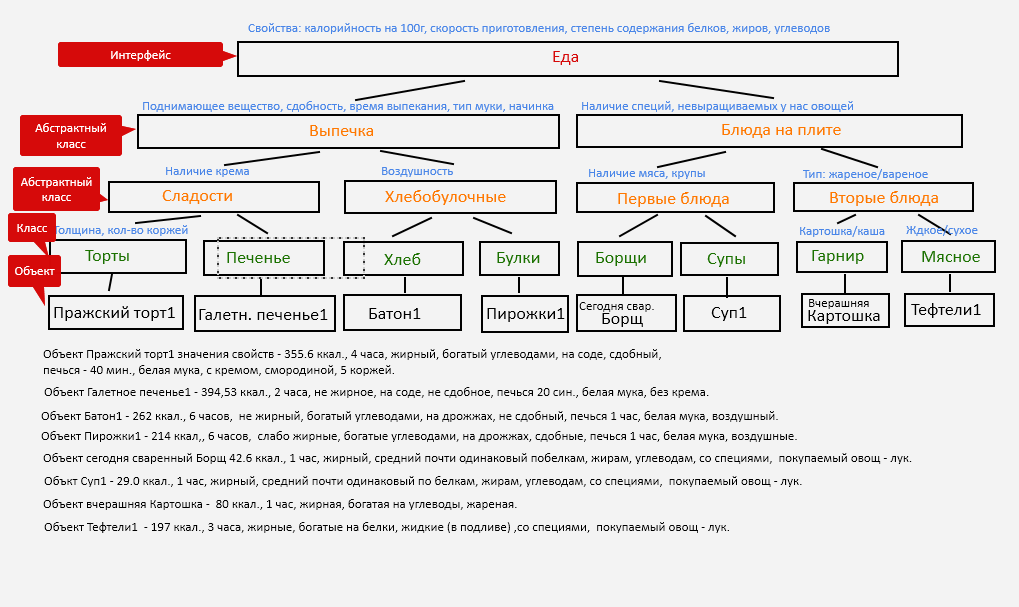 Свойства: калорийность на 100г, скорость приготовления, степень содержания белков, жиров, углеводов
Интерфейс
Еда
Поднимающее вещество, сдобность, время выпекания, тип муки, начинка
Наличие специй, невыращиваемых у нас овощей
Абстрактный
класс
Выпечка
Блюда на плите
Наличие крема
Воздушность
Наличие мяса, крупы
Тип: жареное/вареное
Абстрактный
класс
Сладости
Хлебобулочные
Первые блюда
Вторые блюда
Класс
Толщина, кол-во коржей
Картошка/каша
Ждкое/сухое
Торты
Печенье
Хлеб
Булки
Борщи
Супы
Гарнир
Мясное
Объект
Пражский торт1
Галетн. печенье1
Батон1
Пирожки1
Сегодня свар.
Борщ
Суп1
Вчерашняя
Картошка
Тефтели1
Объект Пражский торт1 значения свойств - 355.6 ккал., 4 часа, жирный, богатый углеводами, на соде, сдобный,
печься - 40 мин., белая мука, с кремом, смородиной, 5 коржей.
Объект Галетное печенье1 - 394,53 ккал., 2 часа, не жирное, на соде, не сдобное, печься 20 син., белая мука, без крема.
Объект Батон1 - 262 ккал., 6 часов, не жирный, богатый углеводами, на дрожжах, не сдобный, печься 1 час, белая мука, воздушный.
Объект Пирожки1 - 214 ккал,, 6 часов, слабо жирные, богатые углеводами, на дрожжах, сдобные, печься 1 час, белая мука, воздушные.
Объект сегодня сваренный Борщ 42.6 ккал., 1 час, жирный, средний почти одинаковый побелкам, жирам, углеводам, со специями, покупаемый овощ - лук.
Объкт Суп1 - 29.0 ккал., 1 час, жирный, средний почти одинаковый по белкам, жирам, углеводам, со специями, покупаемый овощ - лук.
Объект вчерашняя Картошка - 80 ккал., 1 час, жирная, богатая на углеводы, жареная.
Объект Тефтели1 - 197 ккал., 3 часа, жирные, богатые на белки, жидкие (в подливе) ,со специями, покупаемый овощ - лук.